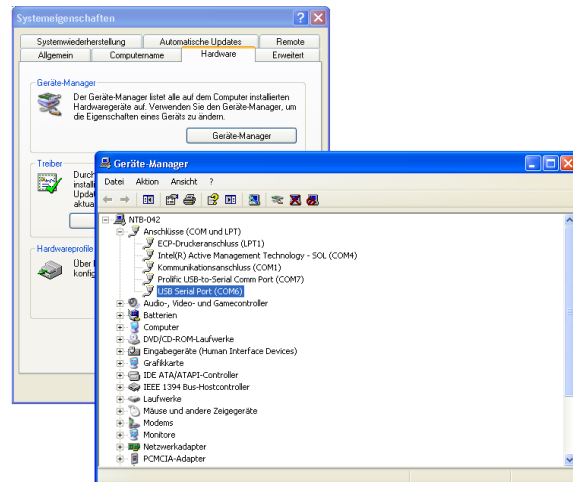 Systemeigenschaften
Systemwiederherstellung Automatische Updates Remote
Allgemein Computername Hardware Erweitert
Geräte-Manager
Der Geräte-Manager listet alle auf dem Computer installierten
Hardwaregeräte auf. Verwenden Sie den Geräte-Manager, um
die Eigenschaften eines Geräts zu ändern.
Geräte-Manager
Treiber
Durch
install
Updat
aktua
Hardwareprofile
Über
konfig
Geräte-Manager
Datei Aktion Ansicht ?
NTB-042
Anschlüsse (COM und LPT)
ECP-Druckeranschluss (LPT1)
Intel(R) Active Management Technology - SOL (COM4)
Kommunikationsanschluss (COM1)
Prolific USB-to-Serial Comm Port (COM7)
USB Serial Port (COM6)
Audio-, Video- und Gamecontroller
Batterien
Computer
DVD/CD-ROM-Laufwerke
Eingabegeräte (Human Interface Devices)
Grafikkarte
IDE ATA/ATAPI-Controller
IEEE 1394 Bus-Hostcontroller
Laufwerke
Mäuse und andere Zeigegeräte
Modems
Monitore
Netzwerkadapter
PCMCIA-Adapter